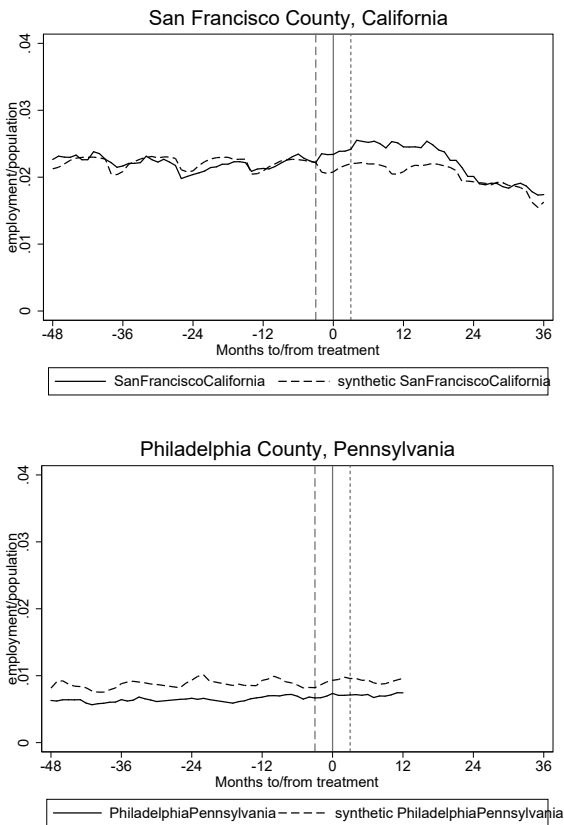 San Francisco County, California
employment/population
.04
.03
.02
.01
0
-48 -36 -24 -12 0 12 24 36
Months to/from treatment
SanFranciscoCalifornia synthetic SanFranciscoCalifornia
Philadelphia County, Pennsylvania
employment/population
.04
.03
.02
.01
0
-48 -36 -24 -12 0 12 24 36
Months to/from treatment
PhiladelphiaPennsylvania synthetic PhiladelphiaPennsylvania